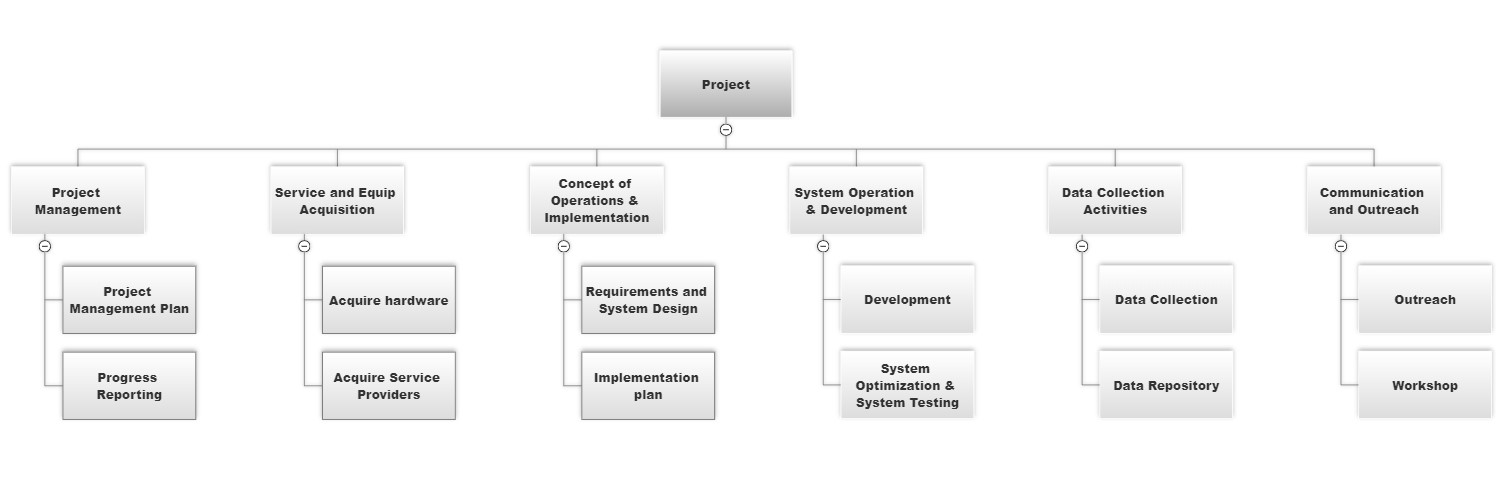 Project
Project
Management
Service and Equip
Acquisition
Concept of
Operations &
Implementation
System Operation
& Development
Data Collection
Activities
Communication
and Outreach
Project
Management Plan
Acquire hardware
Requirements and
System Design
Development
Data Collection
Outreach
Progress
Reporting
Acquire Service
Providers
Implementation
plan
System
Optimization &
System Testing
Data Repository
Workshop